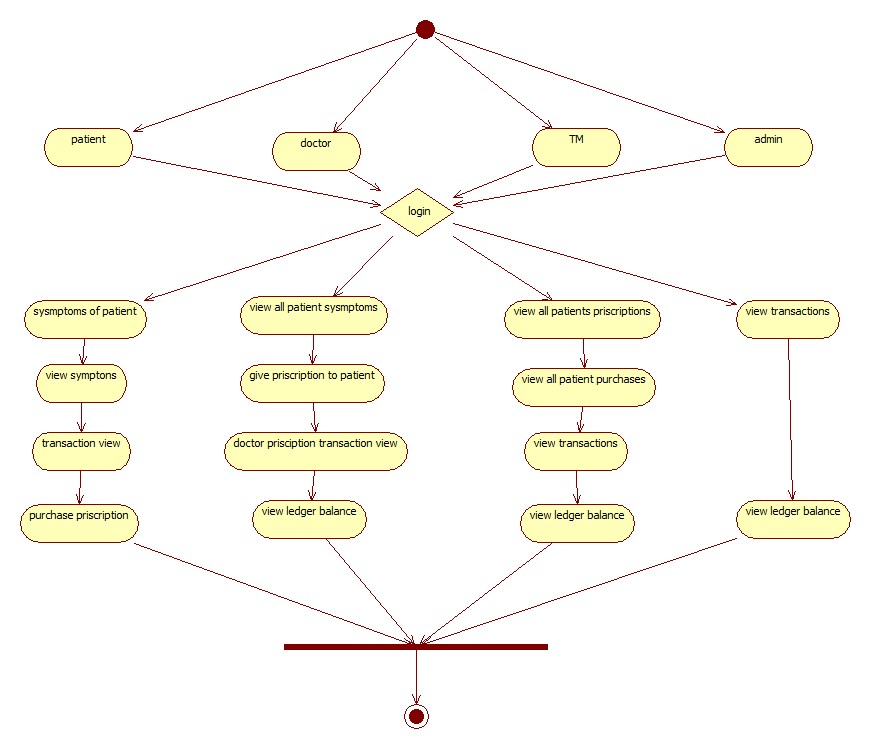 patient
doctor
TM
admin
login
sysmptoms of patient
view all patient sysmptoms
view all patients priscriptions
view transactions
view symptons
give priscription to patient
view all patient purchases
transaction view
doctor prisciption transaction view
view transactions
purchase priscription
view ledger balance
view ledger balance
view ledger balance